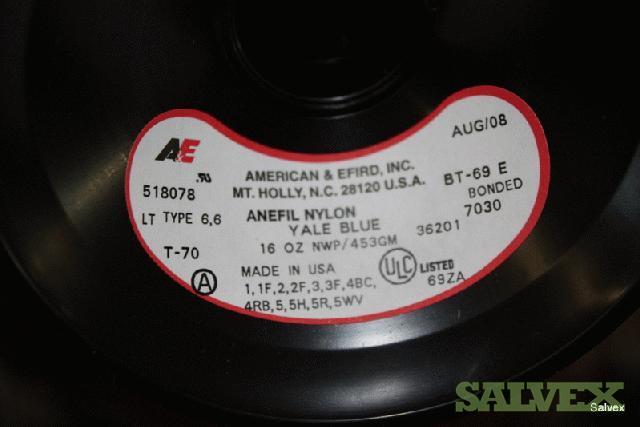 AUG/08
A&E
AMERICAN & EFIRD, INC.
MT. HOLLY, N.C. 28120 U.S.A.
BT-69 E
518078
ANEFIL NYLON
BONDED
LT TYPE 6,6
YALE BLUE
36201
7030
16 OZ NWP/453GM
T-70
MADE IN USA
ULC LISTED
A
1,1F,2,2F,3,3F,4BC,
69ZA
4RB,5,5H,5R,5WV
SALVEX
Salvex